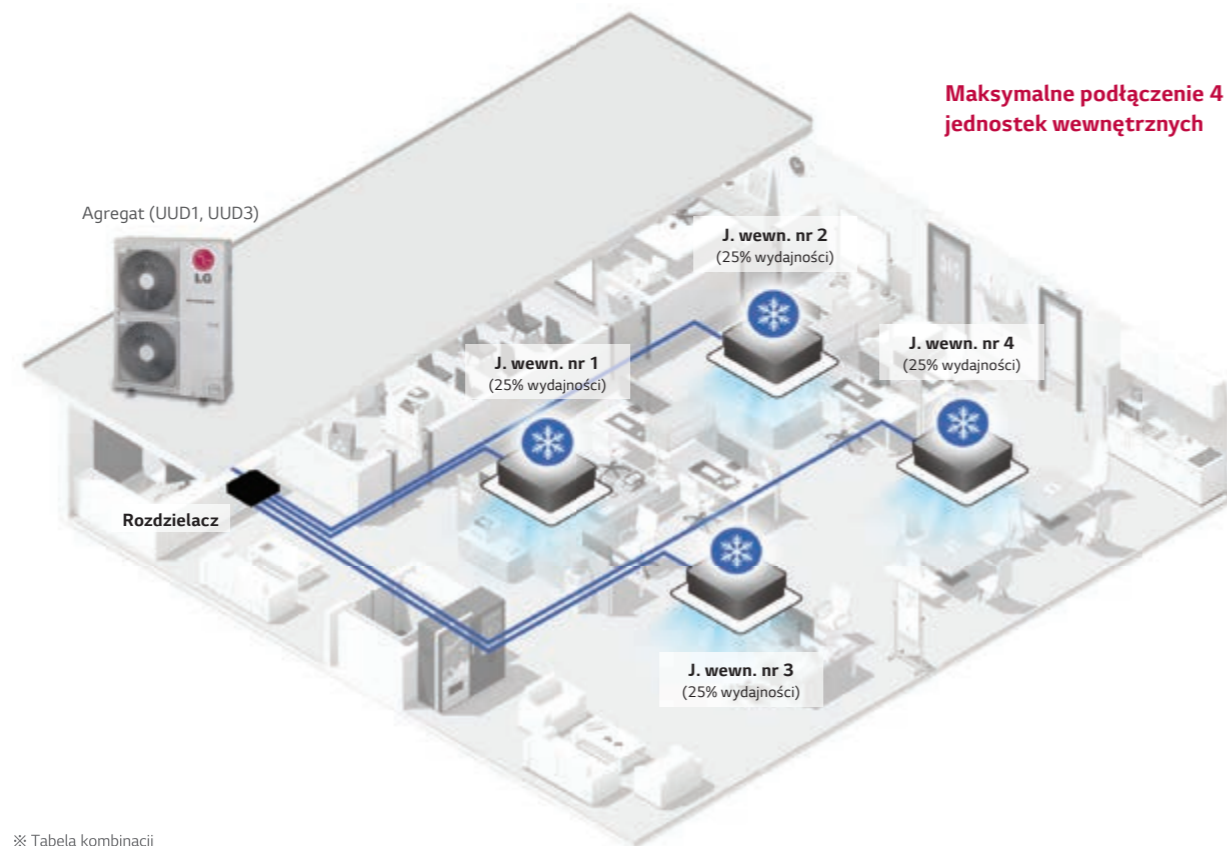 Maksymalne podłączenie 4
jednostek wewnętrznych
Agregat (UUD1, UUD3)
LG
J. wewn. nr 2
(25% wydajności)
J. wewn. nr 4
(25% wydajności)
J. wewn. nr 1
(25% wydajności)
Rozdzielacz
J. wewn. nr 3
(25% wydajności)
※ Tabela kombinacji